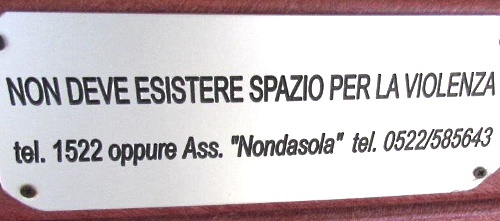 NON DEVE ESISTERE SPAZIO PER LA VIOLENZA
tel. 1522 oppure Ass. "Nondasola" tel. 0522/585643